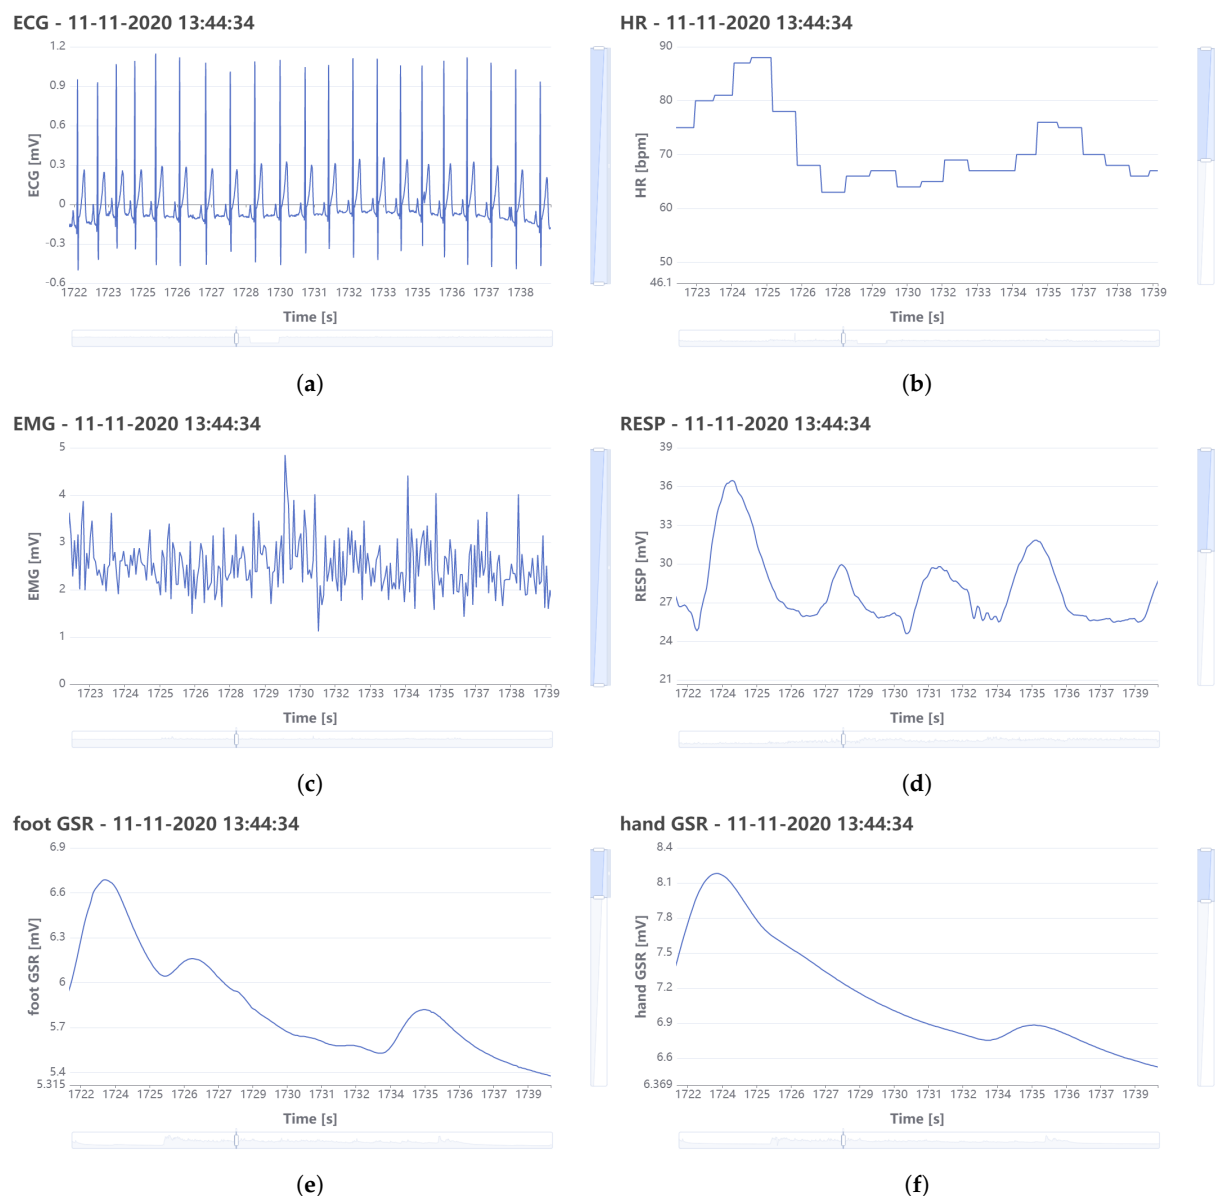 ECG - 11-11-2020 13:44:34
1.2
0.9
0.6
0.3
0
-0.3
-0.6
ECG [mV]
1722 1723 1725 1726 1727 1728 1730 1731 1732 1733 1735 1736 1737 1738
Time [s]
(a)
HR - 11-11-2020 13:44:34
90
80
70
60
50
46.1
HR [bpm]
1723 1724 1725 1727 1728 1729 1730 1732 1733 1734 1735 1737 1738 1739
Time [s]
(b)
EMG - 11-11-2020 13:44:34
5
4
3
2
1
0
EMG [mV]
1723 1724 1725 1726 1728 1729 1730 1732 1733 1734 1735 1737 1738 1739
Time [s]
(c)
RESP - 11-11-2020 13:44:34
39
36
33
30
27
24
21
RESP [mV]
1722 1724 1725 1726 1727 1728 1730 1731 1732 1734 1735 1736 1737 1739
Time [s]
(d)
foot GSR - 11-11-2020 13:44:34
6.9
6.6
6.3
6
5.7
5.4
5.315
foot GSR [mV]
1722 1724 1725 1726 1727 1729 1730 1731 1732 1734 1735 1736 1737 1739
Time [s]
(e)
hand GSR - 11-11-2020 13:44:34
8.4
8.1
7.8
7.5
7.2
6.9
6.6
6.369
hand GSR [mV]
1722 1724 1725 1726 1727 1729 1730 1731 1732 1734 1735 1736 1737 1739
Time [s]
(f)